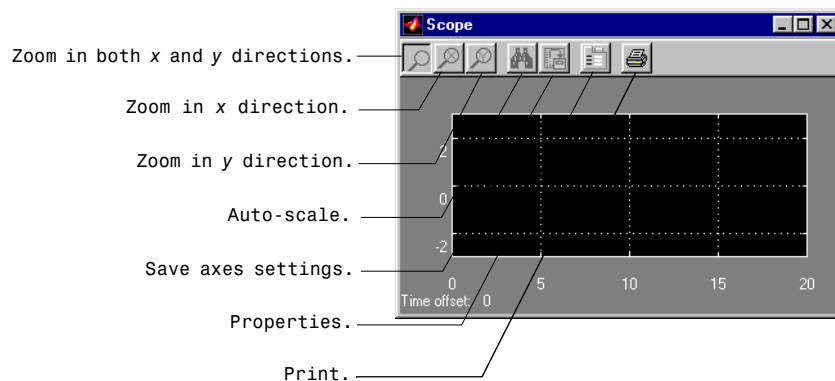 Scope
Zoom in both x and y directions.
Zoom in x direction.
Zoom in y direction.
2
Auto-scale.
0
-2
Save axes settings.
0 5 10 15 20
Time offset: 0
Properties.
Print.